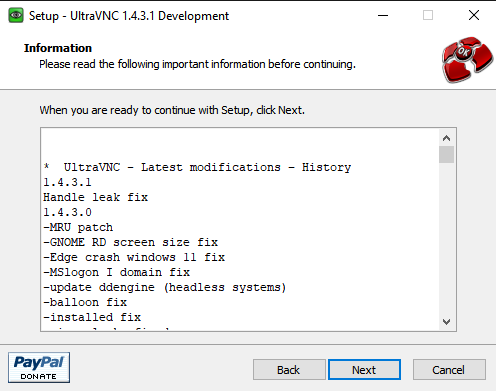 Setup - UltraVNC 1.4.3.1 Development
Information
Please read the following important information before continuing.
OK
When you are ready to continue with Setup, click Next.
*  UltraVNC - Latest modifications - History
1.4.3.1
Handle leak fix
1.4.3.0
-MRU patch
-GNOME RD screen size fix
-Edge crash windows 11 fix
-MSlogon I domain fix
-update ddengine (headless systems)
-balloon fix
-installed fix
PayPal
DONATE
Back
Next
Cancel